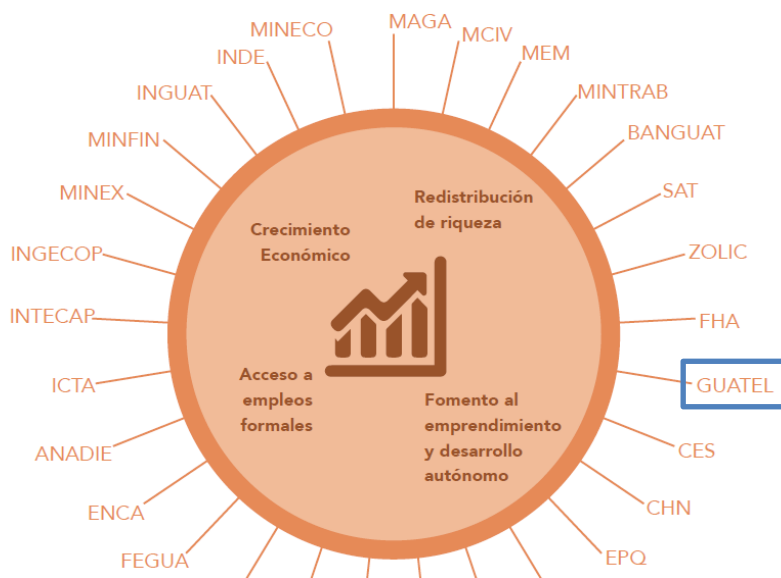 MAGA
MCIV
MEM
MINTRAB
BANGUAT
SAT
ZOLIC
FHA
GUATEL
CES
CHN
EPQ
FEGUA
ENCA
ANADIE
ICTA
INTECAP
INGECOP
MINEX
MINFIN
INGUAT
INDE
MINECO
Crecimiento
Económico
Redistribución
de riqueza
Acceso a
empleos
formales
Fomento al
emprendimiento
y desarrollo
autónomo